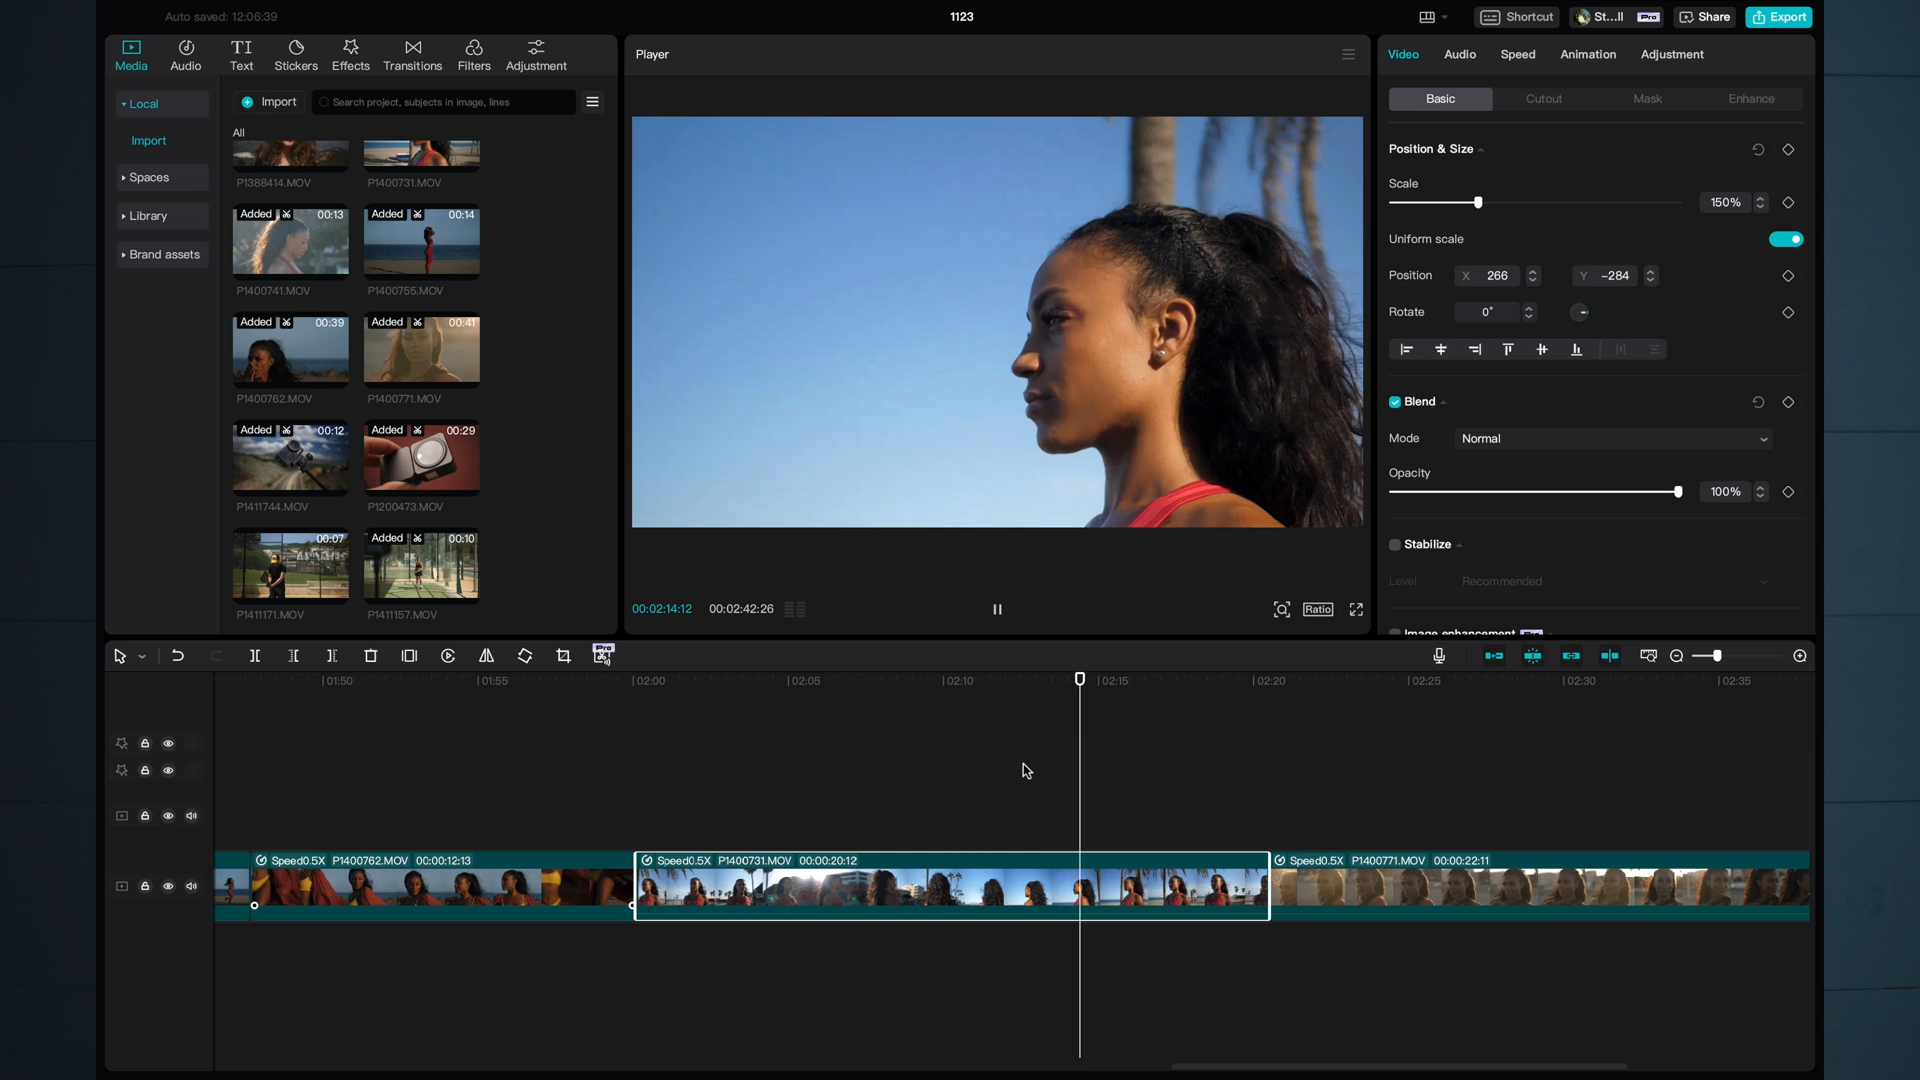 Auto saved: 12:06:39
1123
Shortcut
St...ll
Pro
Share
Export
Media
Audio
TI
Text
Stickers
Effects
Transitions
Filters
Adjustment
Local
Import
Spaces
Library
Brand assets
Import
Search project, subjects in image, lines
All
P1388414.MOV
P1400731.MOV
Added 00:13
Added 00:14
P1400741.MOV
P1400755.MOV
Added 00:39
Added 00:41
P1400762.MOV
P1400771.MOV
Added 00:12
Added 00:29
P1411744.MOV
P1200473.MOV
00:07
Added 00:10
P1411171.MOV
P1411157.MOV
Player
00:02:14:12
00:02:42:26
Ratio
Video
Audio
Speed
Animation
Adjustment
Basic
Cutout
Mask
Enhance
Position & Size
Scale
150%
Uniform scale
Position
X 266
Y -284
Rotate
0°
Blend
Mode
Normal
Opacity
100%
Stabilize
Level
Recommended
Image enhancement
Pro
Pro
01:50
01:55
02:00
02:05
02:10
02:15
02:20
02:25
02:30
02:35
Speed0.5X P1400762.MOV 00:00:12:13
Speed0.5X P1400731.MOV 00:00:20:12
Speed0.5X P1400771.MOV 00:00:22:11